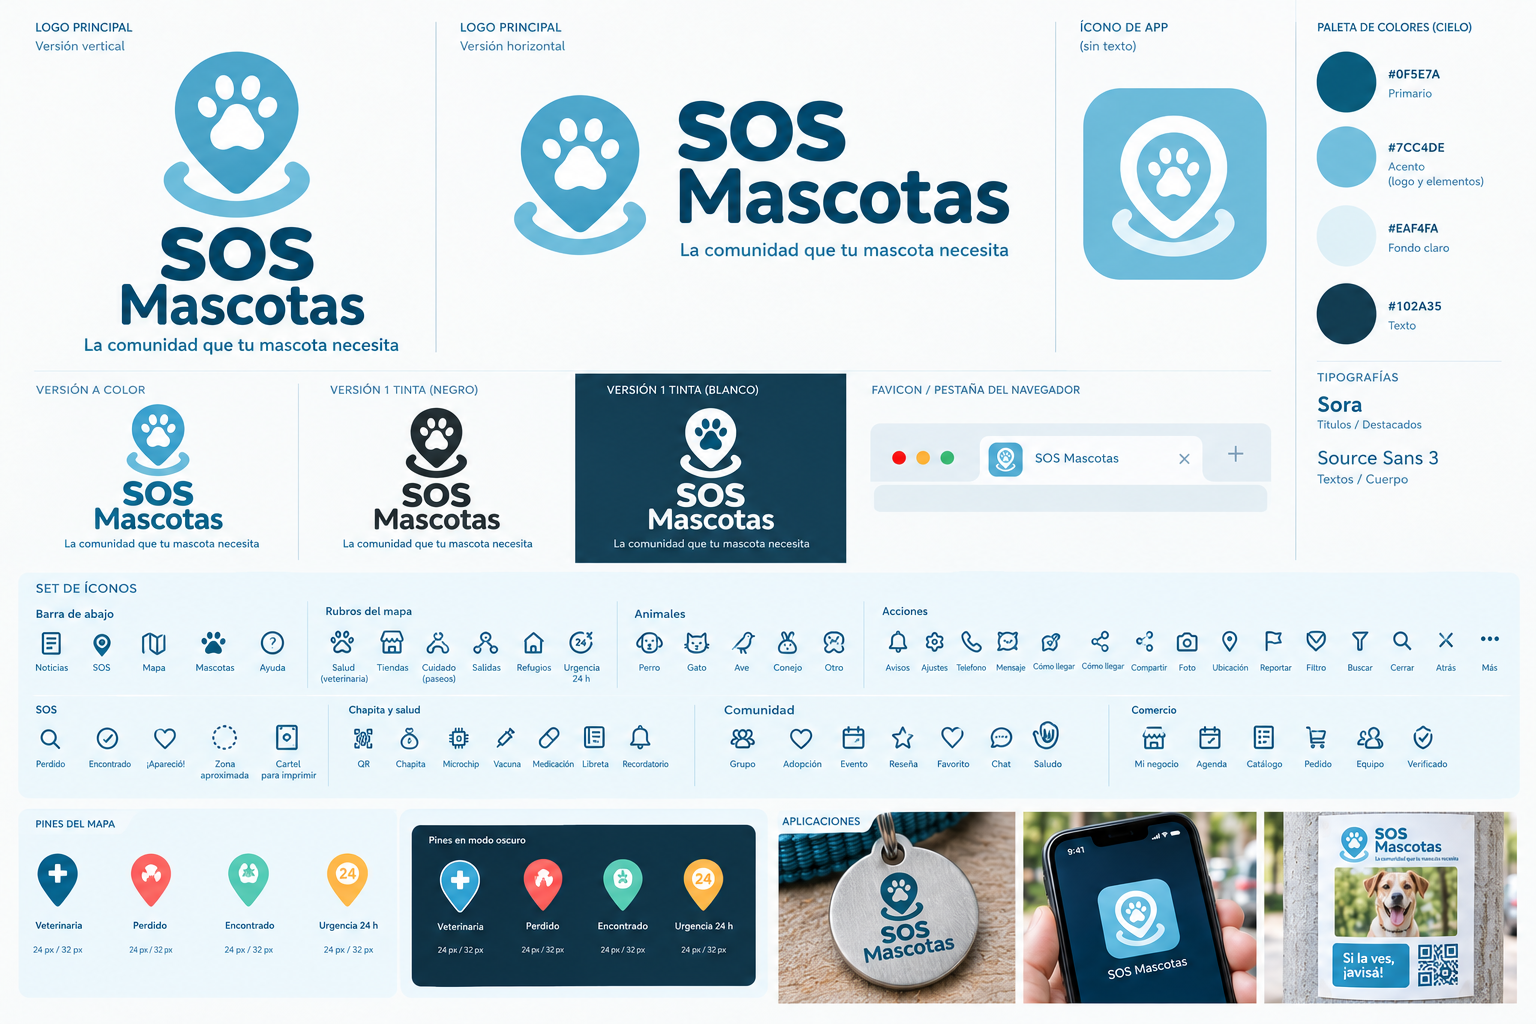 LOGO PRINCIPAL
Versión vertical
SOS
Mascotas
La comunidad que tu mascota necesita
LOGO PRINCIPAL
Versión horizontal
SOS
Mascotas
La comunidad que tu mascota necesita
ÍCONO DE APP
(sin texto)
PALETA DE COLORES (CIELO)
#0F5E7A
Primario
#7CC4DE
Acento
(logo y elementos)
#EAF4FA
Fondo claro
#102A35
Texto
TIPOGRAFÍAS
Sora
Títulos / Destacados
Source Sans 3
Textos / Cuerpo
VERSIÓN A COLOR
SOS
Mascotas
La comunidad que tu mascota necesita
VERSIÓN 1 TINTA (NEGRO)
SOS
Mascotas
La comunidad que tu mascota necesita
VERSIÓN 1 TINTA (BLANCO)
SOS
Mascotas
La comunidad que tu mascota necesita
FAVICON / PESTAÑA DEL NAVEGADOR
SOS Mascotas
SET DE ÍCONOS
Barra de abajo
Noticias
SOS
Mapa
Mascotas
Ayuda
Rubros del mapa
24
Salud
(veterinaria)
Tiendas
Cuidado
(paseos)
Salidas
Refugios
Urgencia
24 h
Animales
Perro
Gato
Ave
Conejo
Otro
Acciones
Avisos
Ajustes
Telefono
Mensaje
Cómo llegar
Cómo llegar
Compartir
Foto
Ubicación
Reportar
Filtro
Buscar
Cerrar
Atrás
Más
SOS
Perdido
Encontrado
¡Apareció!
Zona
aproximada
Cartel
para imprimir
Chapita y salud
QR
Chapita
Microchip
Vacuna
Medicación
Libreta
Recordatorio
Comunidad
Grupo
Adopción
Evento
Reseña
Favorito
Chat
Saludo
Comercio
Mi negocio
Agenda
Catálogo
Pedido
Equipo
Verificado
PINES DEL MAPA
24
Veterinaria
Perdido
Encontrado
Urgencia 24 h
24 px / 32 px
24 px / 32 px
24 px / 32 px
24 px / 32 px
Pines en modo oscuro
24
Veterinaria
Perdido
Encontrado
Urgencia 24 h
24 px / 32 px
24 px / 32 px
24 px / 32 px
24 px / 32 px
APLICACIONES
SOS
Mascotas
9:41
SOS Mascotas
SOS
Mascotas
La comunidad que tu mascota necesita
Si la ves,
¡avisá!